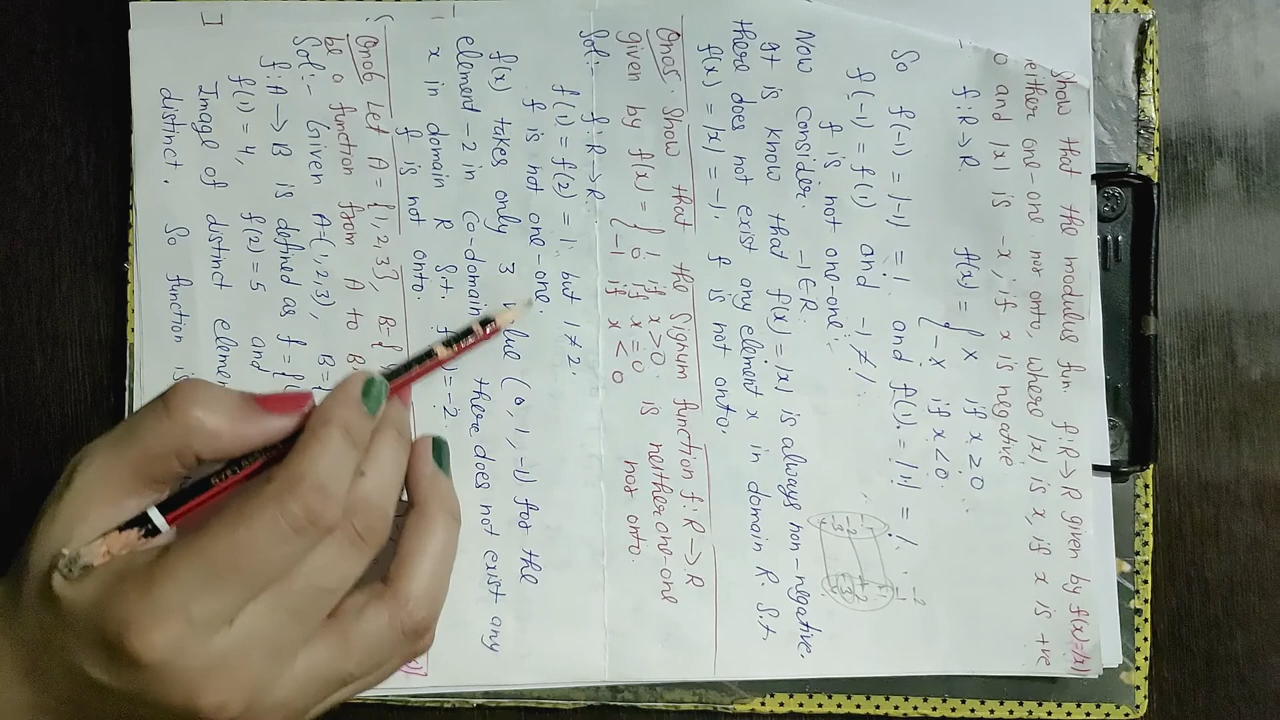 Show that the modulus fun. f:R→R given by f(x)=|x|
neither one-one nor onto, where |x| is x, if x is +ve
0 and |x| is -x, if x is negative
f:R→R f(x) = { x if x ≥ 0
-x if x < 0.
So f(-1) = |-1| = 1. and f(1) = |1| = 1.
f(-1) = f(1) and -1 ≠ 1.
f is not one-one.
Now consider. -1 ∈ R.
gt is know that f(x) = |x| is always non-negative.
there does not exist any element x in domain R. s.t.
f(x) = |x| = -1. f is not onto.
Qno5. Show that the Signum function f:R→R
given by f(x) = { 1 if x>0.
0 if x=0
-1 if x<0
is neither one-one
not onto.
Sol:- f:R→R
f(1) = f(2) = 1. but 1 ≠ 2.
f is not one-one.
f(x) takes only 3 (0, 1, -1) for the
element -2 in co-domain there does not exist any
x in domain R s.t. =-2.
f is not onto.
Qno6 Let A = {1,2,3}, B={
be a function from A to B.
Sol:- Given A={1,2,3}, B={
f:A→B is defined as f = {(
f(1) = 4, f(2) = 5 and
Image of distinct elemen
distinct. So function is